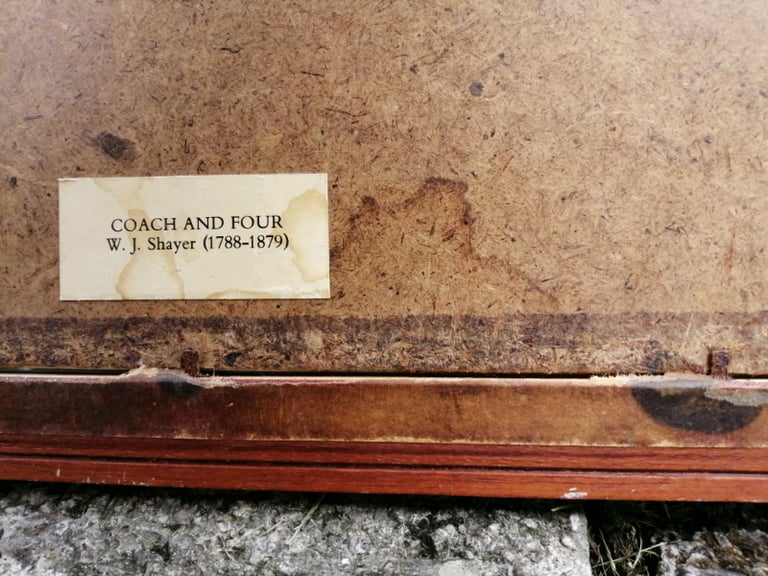 COACH AND FOUR
W. J. Shayer (1788-1879)